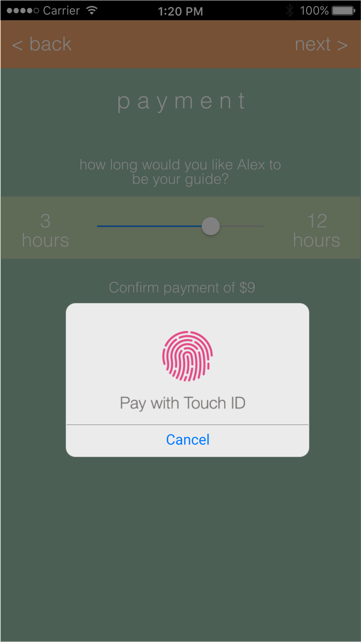 Carrier 1:20 PM 100%
< back next >
payment
how long would you like Alex to
be your guide?
3 12
hours hours
Confirm payment of $9
Pay with Touch ID
Cancel